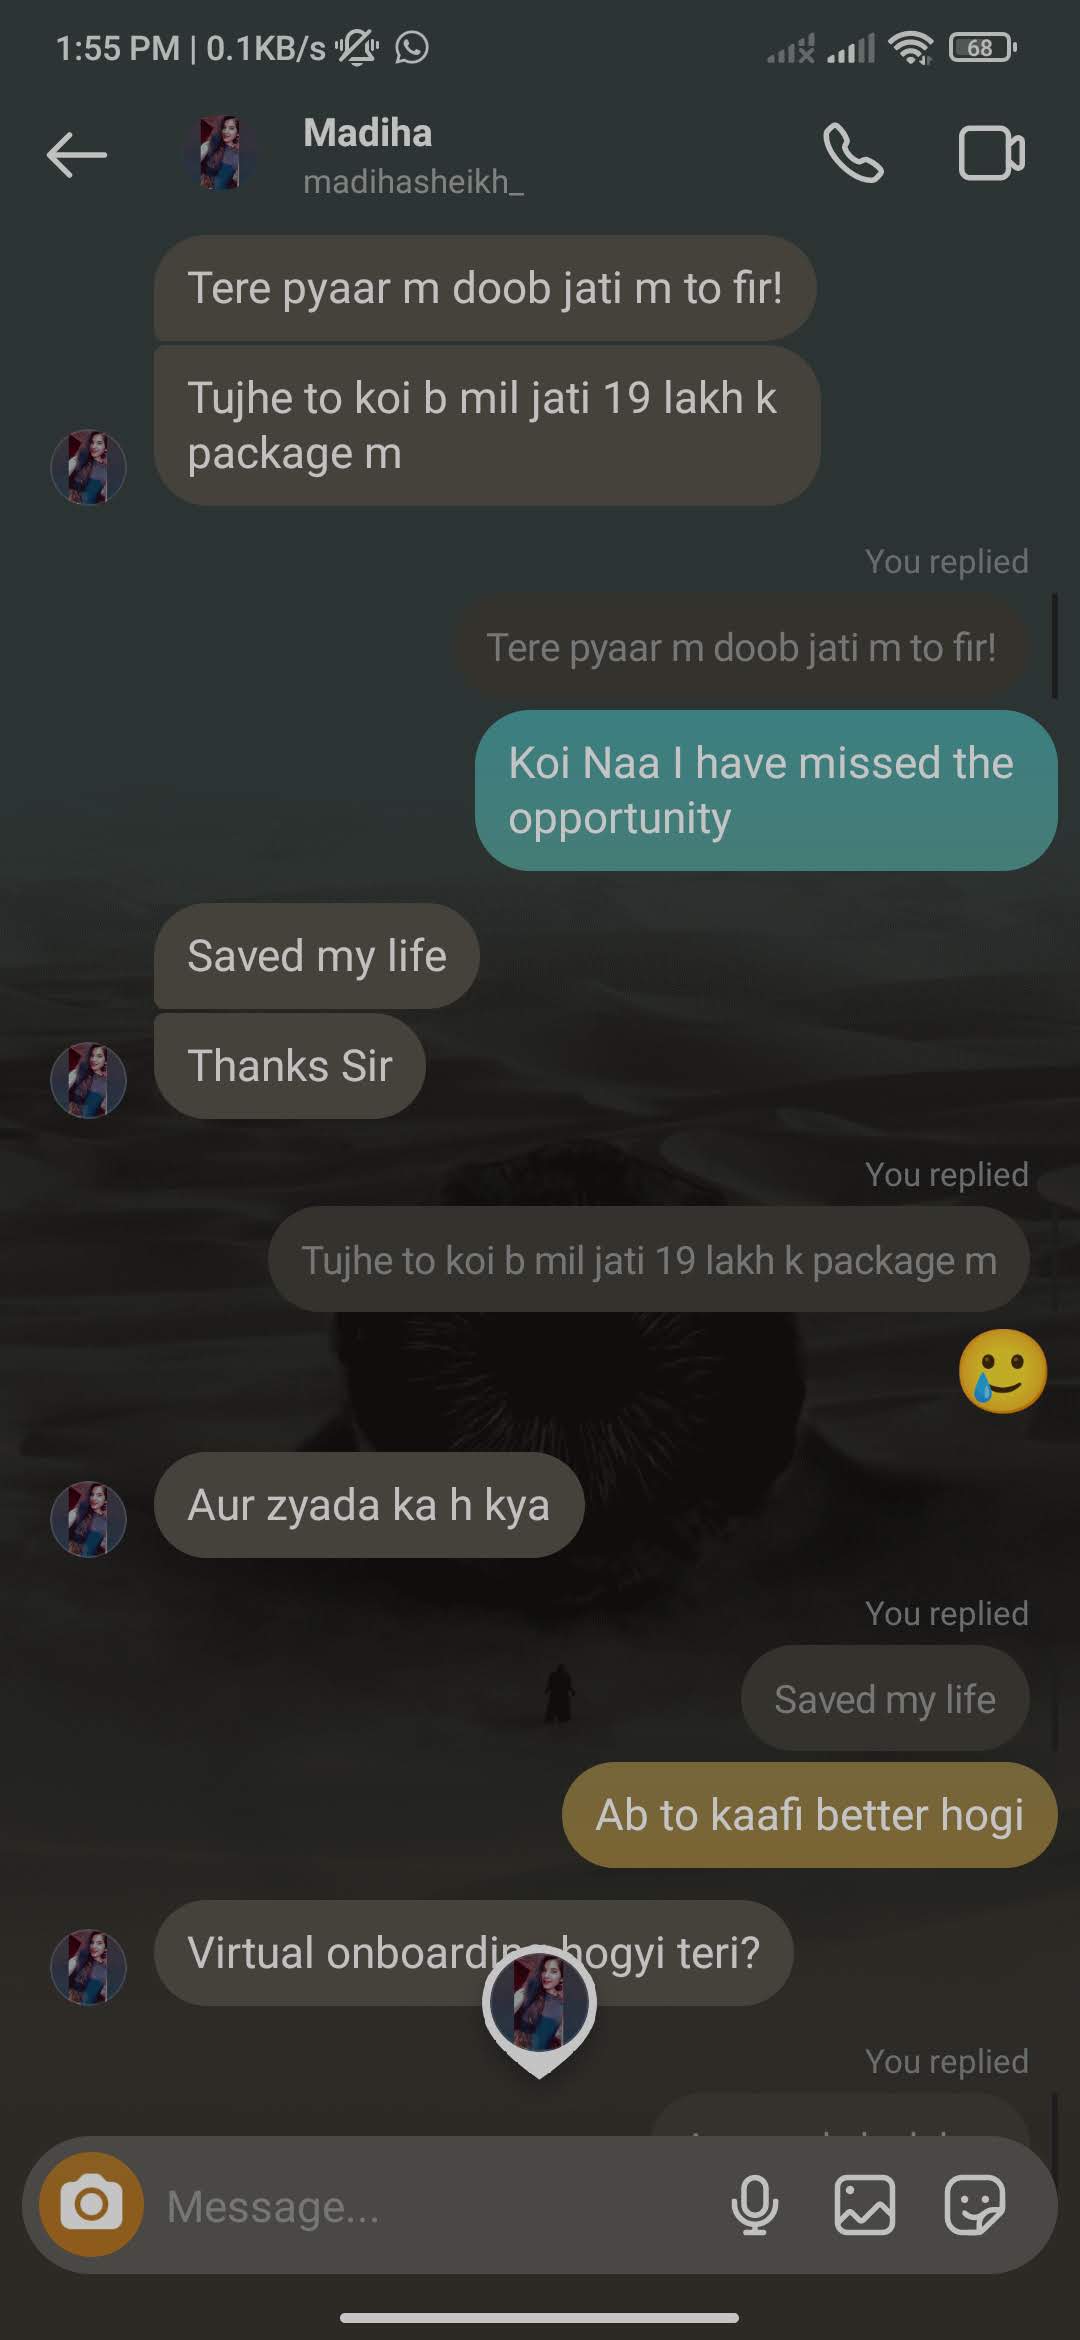 1:55 PM | 0.1KB/s
68
Madiha
madihasheikh_
Tere pyaar m doob jati m to fir!
Tujhe to koi b mil jati 19 lakh k
package m
You replied
Tere pyaar m doob jati m to fir!
Koi Naa I have missed the
opportunity
Saved my life
Thanks Sir
You replied
Tujhe to koi b mil jati 19 lakh k package m
Aur zyada ka h kya
You replied
Saved my life
Ab to kaafi better hogi
Virtual onboarding hogyi teri?
You replied
Message...